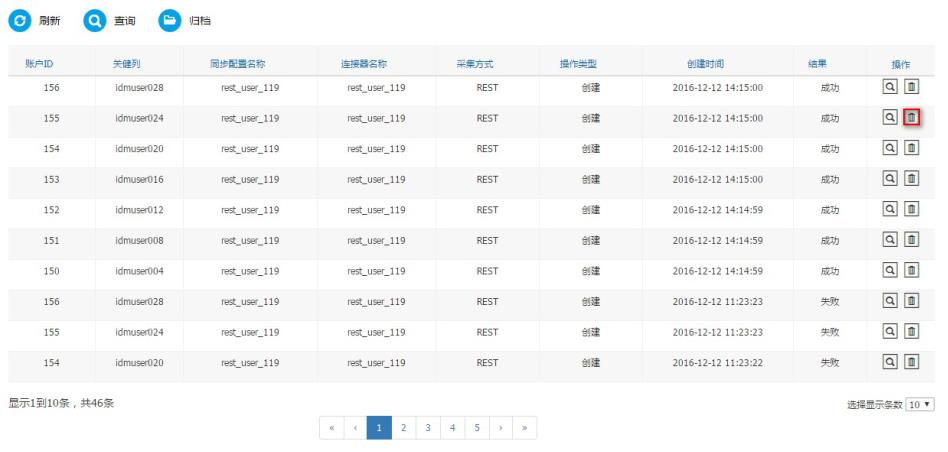 刷新 查询 归档
账户ID 关健列 同步配置名称 连接器名称 采集方式 操作类型 创建时间 结果 操作
156 idmuser028 rest_user_119 rest_user_119 REST 创建 2016-12-12 14:15:00 成功
155 idmuser024 rest_user_119 rest_user_119 REST 创建 2016-12-12 14:15:00 成功
154 idmuser020 rest_user_119 rest_user_119 REST 创建 2016-12-12 14:15:00 成功
153 idmuser016 rest_user_119 rest_user_119 REST 创建 2016-12-12 14:15:00 成功
152 idmuser012 rest_user_119 rest_user_119 REST 创建 2016-12-12 14:14:59 成功
151 idmuser008 rest_user_119 rest_user_119 REST 创建 2016-12-12 14:14:59 成功
150 idmuser004 rest_user_119 rest_user_119 REST 创建 2016-12-12 14:14:59 成功
156 idmuser028 rest_user_119 rest_user_119 REST 创建 2016-12-12 11:23:23 失败
155 idmuser024 rest_user_119 rest_user_119 REST 创建 2016-12-12 11:23:23 失败
154 idmuser020 rest_user_119 rest_user_119 REST 创建 2016-12-12 11:23:22 失败
显示1到10条，共46条 选择显示条数 10
« ‹ 1 2 3 4 5 › »